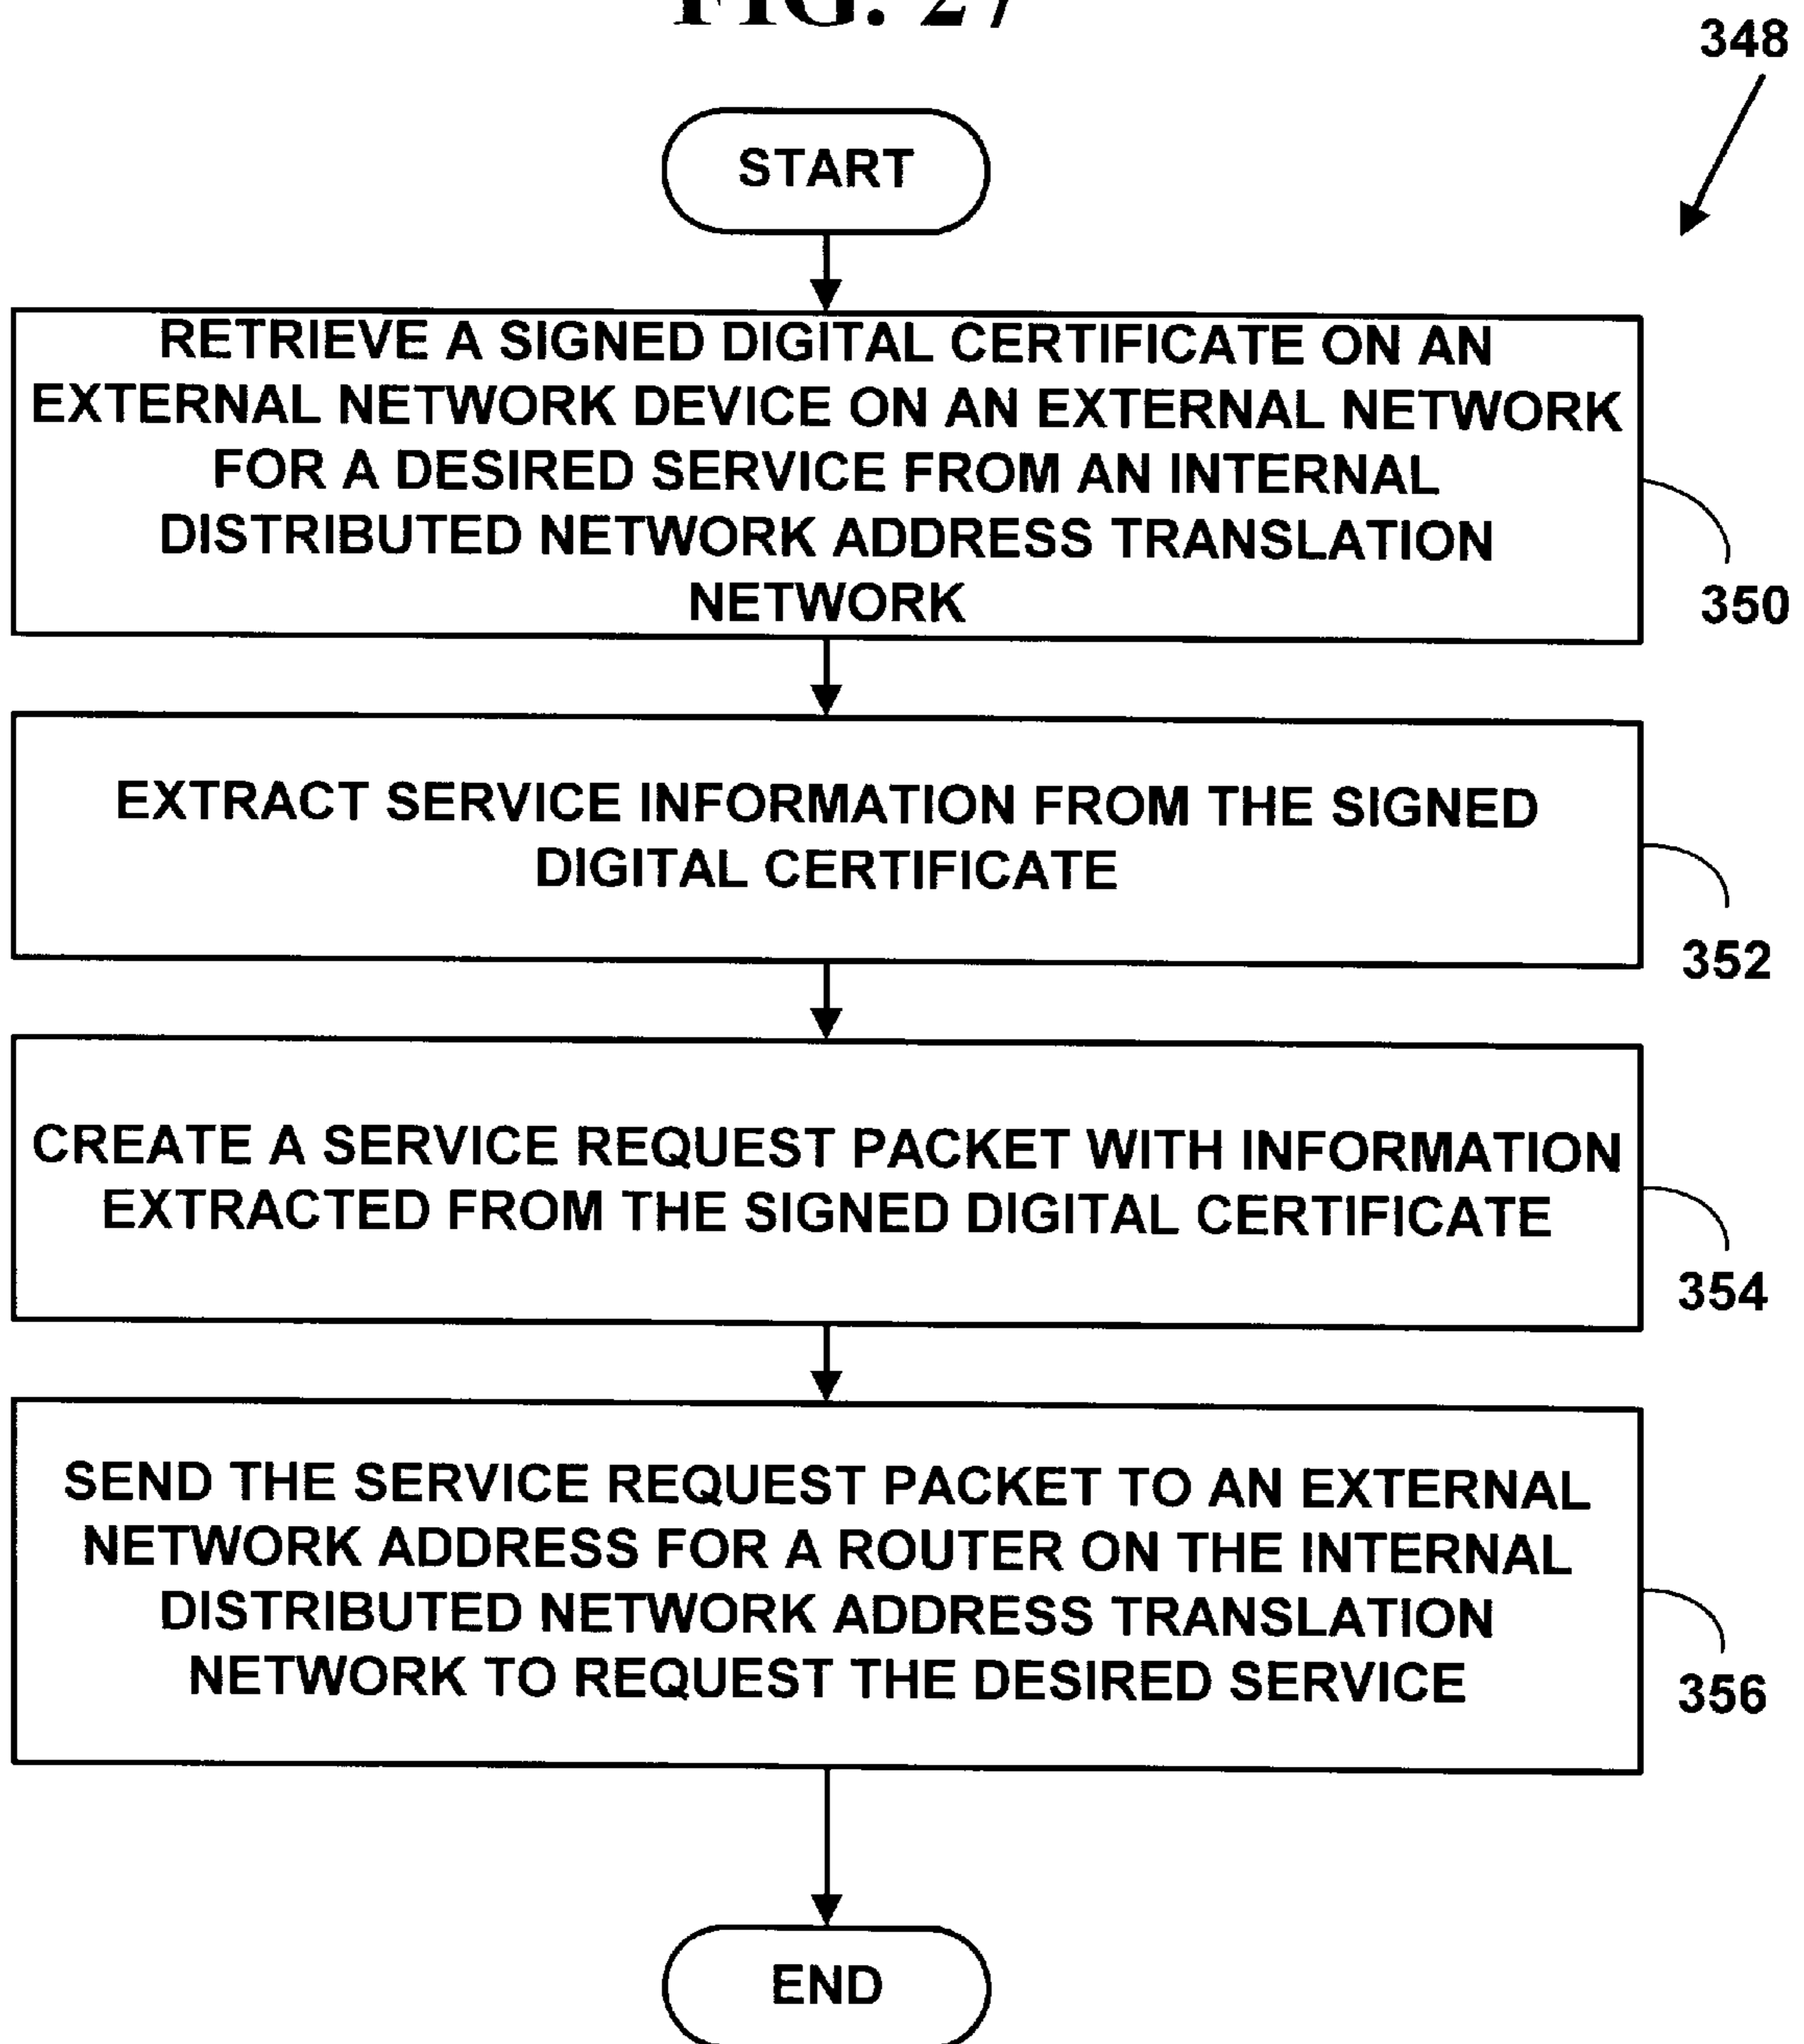 FIG. 27
348
START
RETRIEVE A SIGNED DIGITAL CERTIFICATE ON AN
EXTERNAL NETWORK DEVICE ON AN EXTERNAL NETWORK
FOR A DESIRED SERVICE FROM AN INTERNAL
DISTRIBUTED NETWORK ADDRESS TRANSLATION
NETWORK
350
EXTRACT SERVICE INFORMATION FROM THE SIGNED
DIGITAL CERTIFICATE
352
CREATE A SERVICE REQUEST PACKET WITH INFORMATION
EXTRACTED FROM THE SIGNED DIGITAL CERTIFICATE
354
SEND THE SERVICE REQUEST PACKET TO AN EXTERNAL
NETWORK ADDRESS FOR A ROUTER ON THE INTERNAL
DISTRIBUTED NETWORK ADDRESS TRANSLATION
NETWORK TO REQUEST THE DESIRED SERVICE
356
END